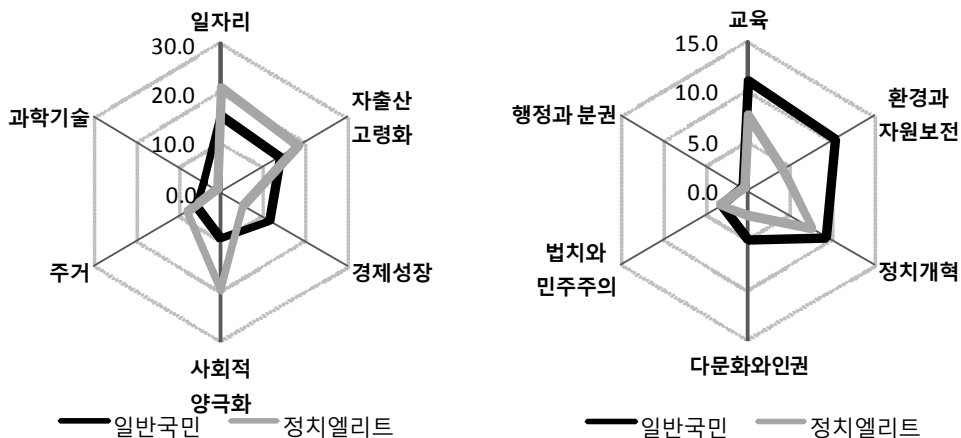 일자리
30.0
20.0
10.0
0.0
자출산
고령화
경제성장
사회적
양극화
주거
과학기술
일반국민
정치엘리트
교육
15.0
10.0
5.0
0.0
환경과
자원보전
정치개혁
다문화와인권
법치와
민주주의
행정과 분권
일반국민
정치엘리트